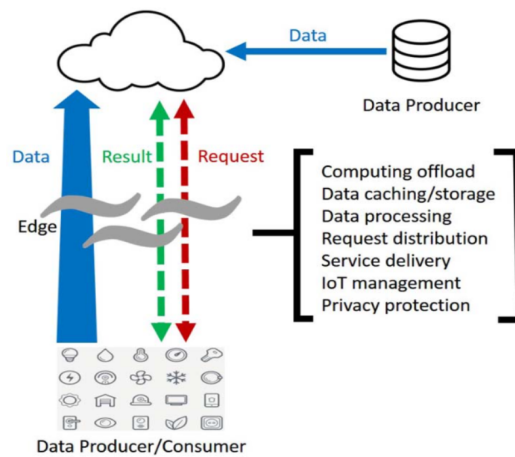 Data
Data Producer
Data
Result
Request
Edge
Computing offload
Data caching/storage
Data processing
Request distribution
Service delivery
IoT management
Privacy protection
Data Producer/Consumer